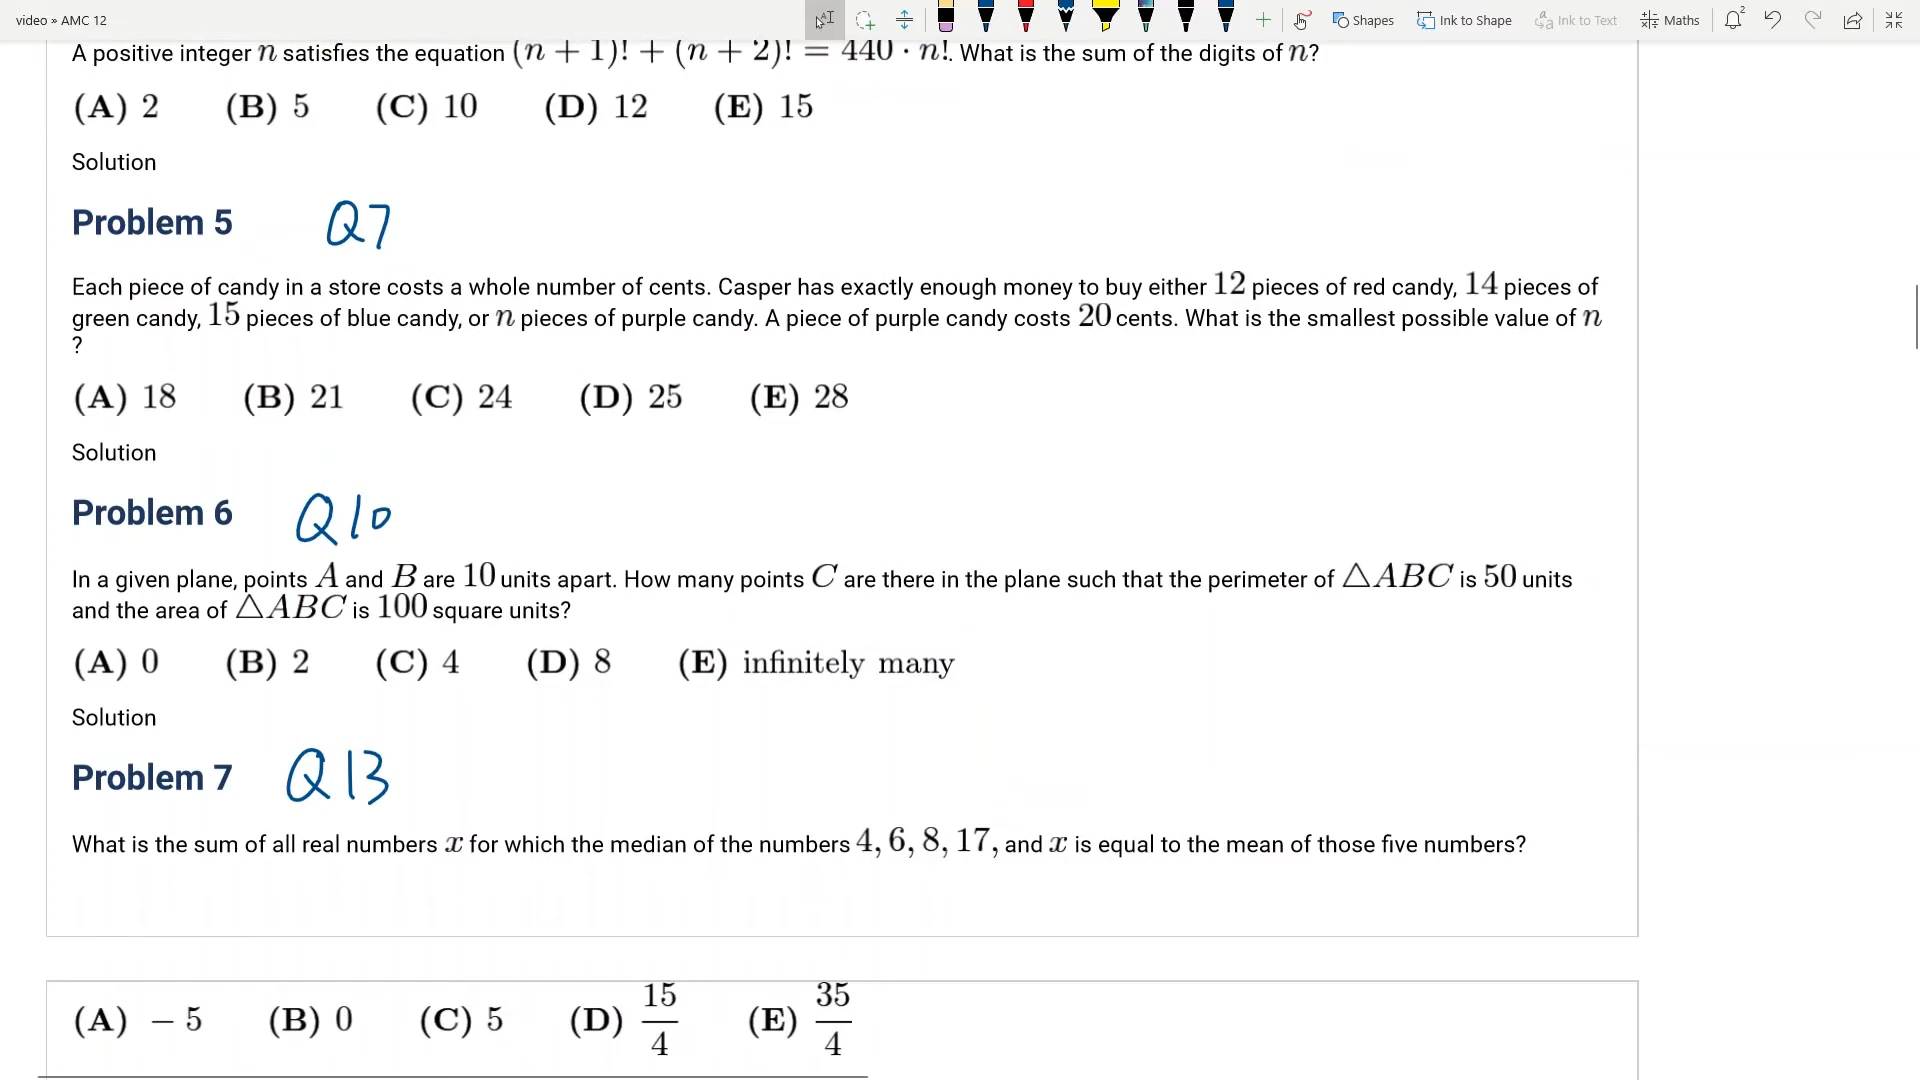 video » AMC 12
Shapes Ink to Shape Ink to Text Maths 2
A positive integer n satisfies the equation (n + 1)! + (n + 2)! = 440 · n!. What is the sum of the digits of n?
(A) 2 (B) 5 (C) 10 (D) 12 (E) 15
Solution
Problem 5 Q7
Each piece of candy in a store costs a whole number of cents. Casper has exactly enough money to buy either 12 pieces of red candy, 14 pieces of
green candy, 15 pieces of blue candy, or n pieces of purple candy. A piece of purple candy costs 20 cents. What is the smallest possible value of n
?
(A) 18 (B) 21 (C) 24 (D) 25 (E) 28
Solution
Problem 6 Q10
In a given plane, points A and B are 10 units apart. How many points C are there in the plane such that the perimeter of △ABC is 50 units
and the area of △ABC is 100 square units?
(A) 0 (B) 2 (C) 4 (D) 8 (E) infinitely many
Solution
Problem 7 Q13
What is the sum of all real numbers x for which the median of the numbers 4, 6, 8, 17, and x is equal to the mean of those five numbers?
(A) − 5 (B) 0 (C) 5 (D) 15/4 (E) 35/4